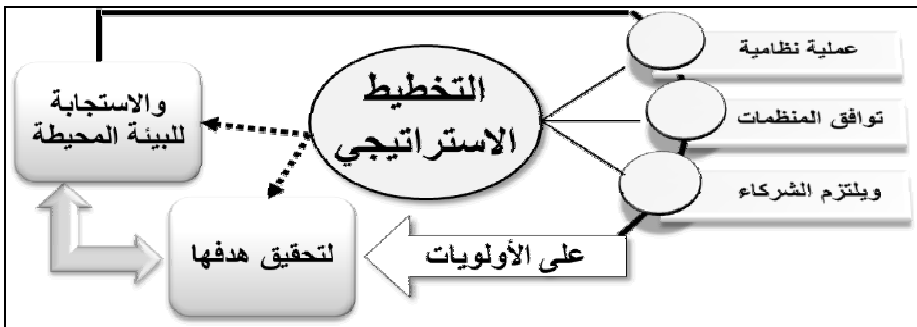 التخطيط
الاستراتيجي
عملية نظامية
توافق المنظمات
ويلتزم الشركاء
على الأولويات
لتحقيق هدفها
والاستجابة
للبيئة المحيطة